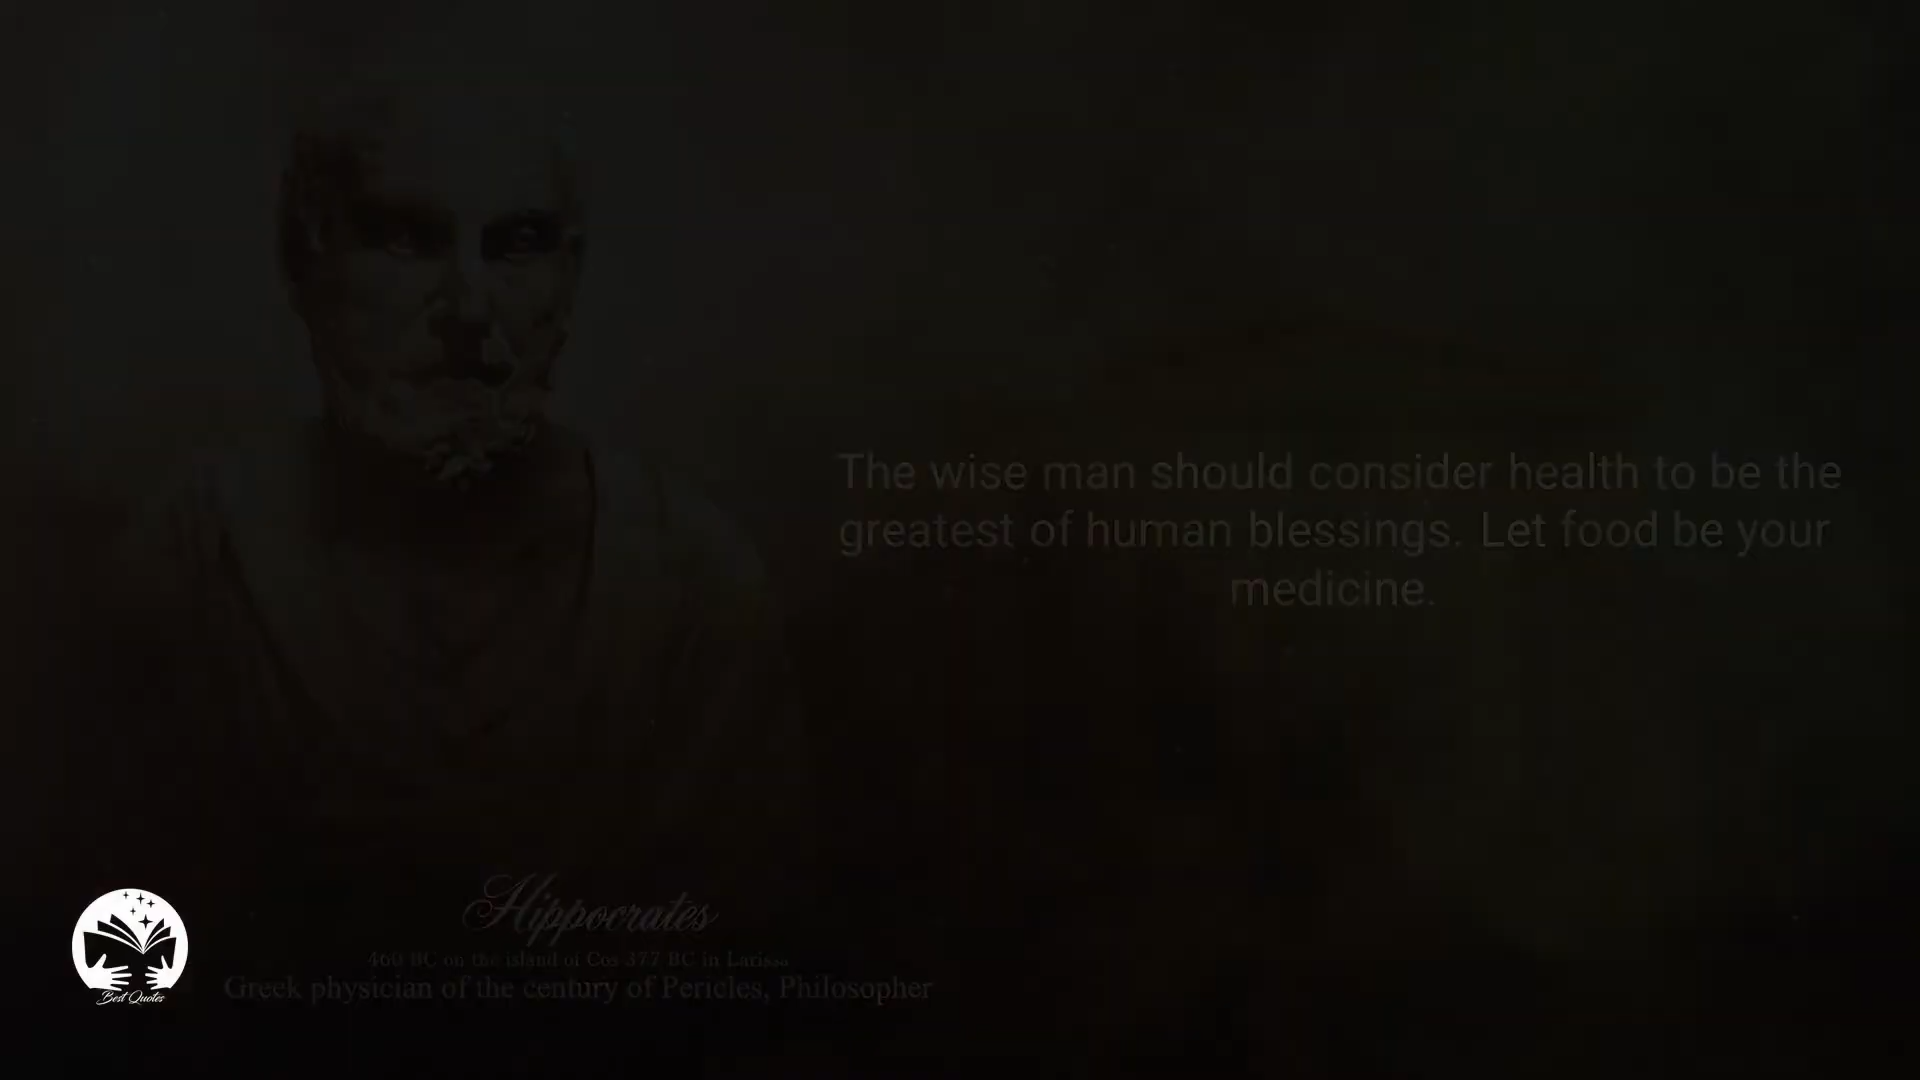 The wise man should consider health to be the
greatest of human blessings. Let food be your
medicine.
Hippocrates
460 BC on the island of Cos 377 BC in Larissa
Greek physician of the century of Pericles, Philosopher
Best Quotes